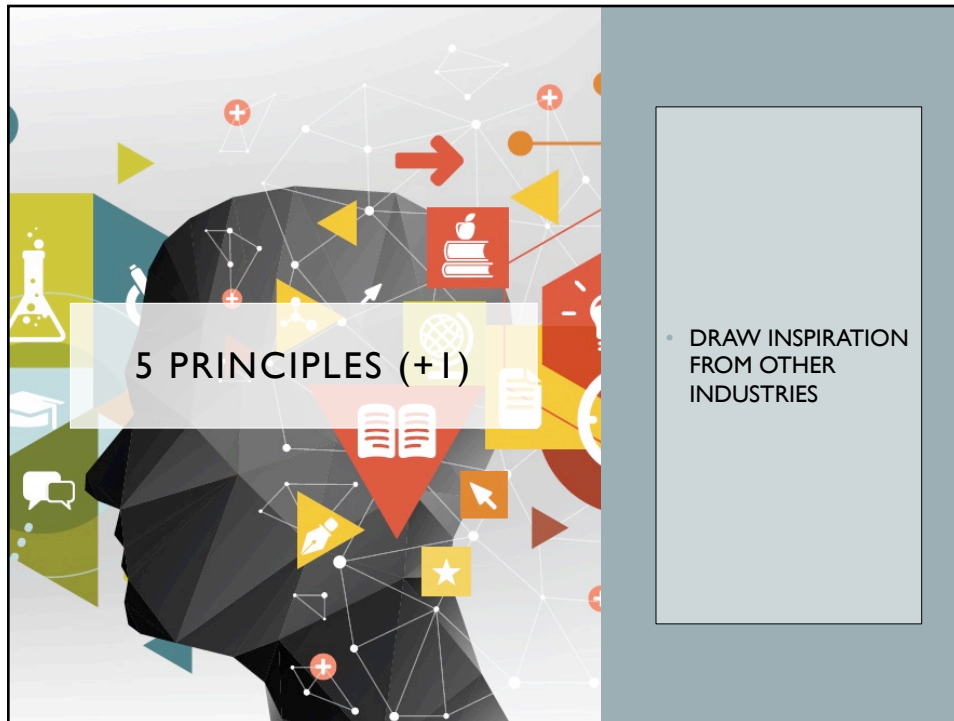 5 PRINCIPLES (+1)
• DRAW INSPIRATION
FROM OTHER
INDUSTRIES